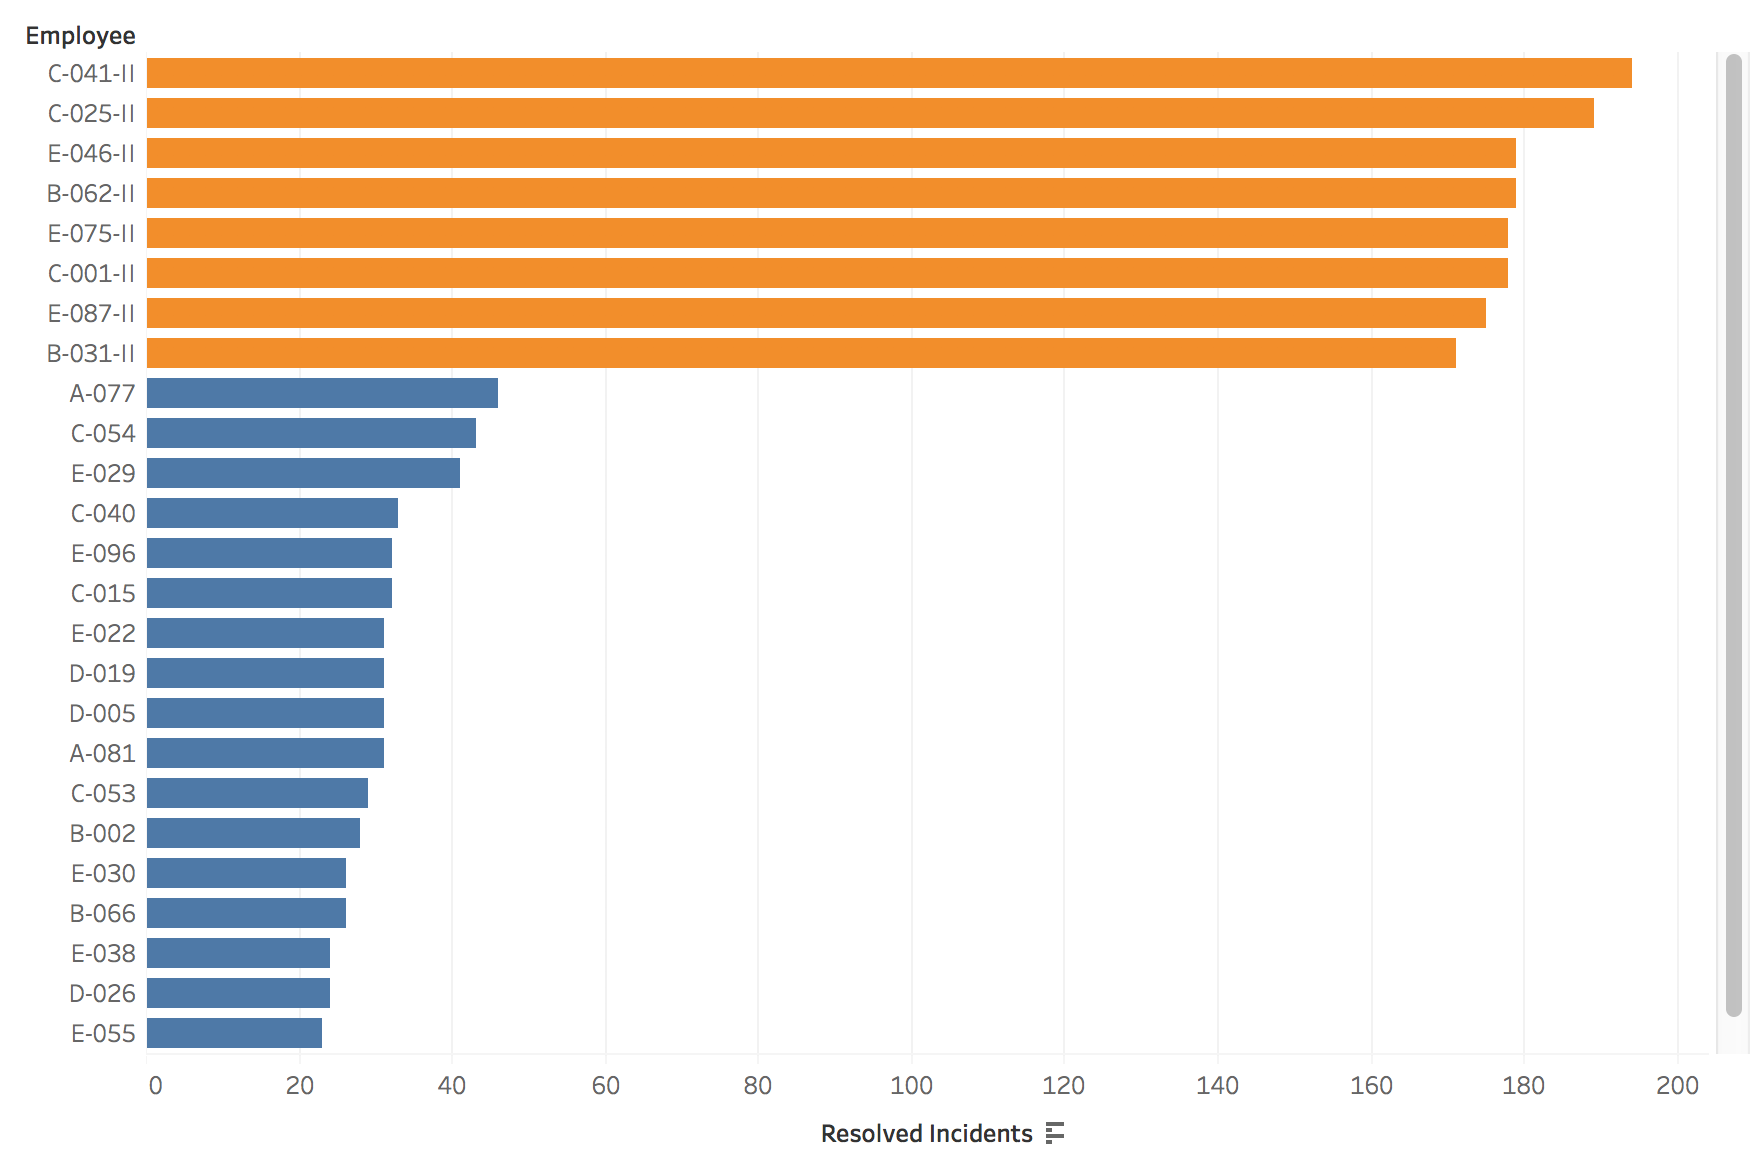 Employee
C-041-II
C-025-II
E-046-II
B-062-II
E-075-II
C-001-II
E-087-II
B-031-II
A-077
C-054
E-029
C-040
E-096
C-015
E-022
D-019
D-005
A-081
C-053
B-002
E-030
B-066
E-038
D-026
E-055
0 20 40 60 80 100 120 140 160 180 200
Resolved Incidents